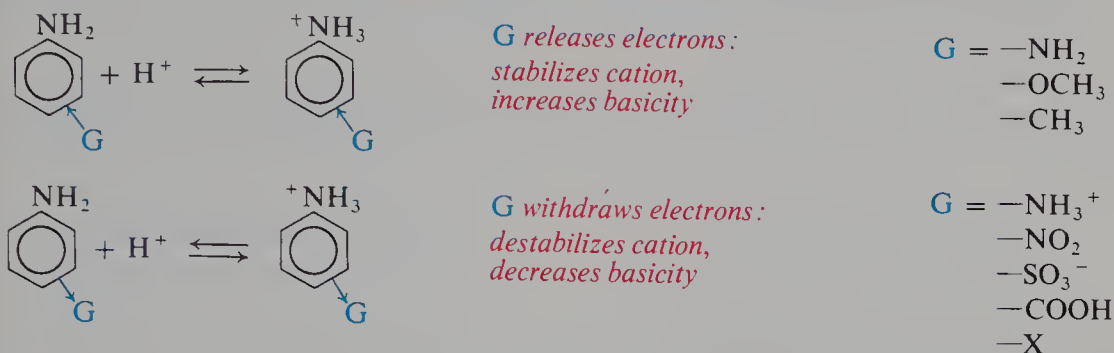 NH₂ ⁺NH₃ G releases electrons: G = —NH₂
+ H⁺ ⇌ stabilizes cation, —OCH₃
increases basicity —CH₃
G G
NH₂ ⁺NH₃ G withdraws electrons: G = —NH₃⁺
+ H⁺ ⇌ destabilizes cation, —NO₂
decreases basicity —SO₃⁻
G G —COOH
—X